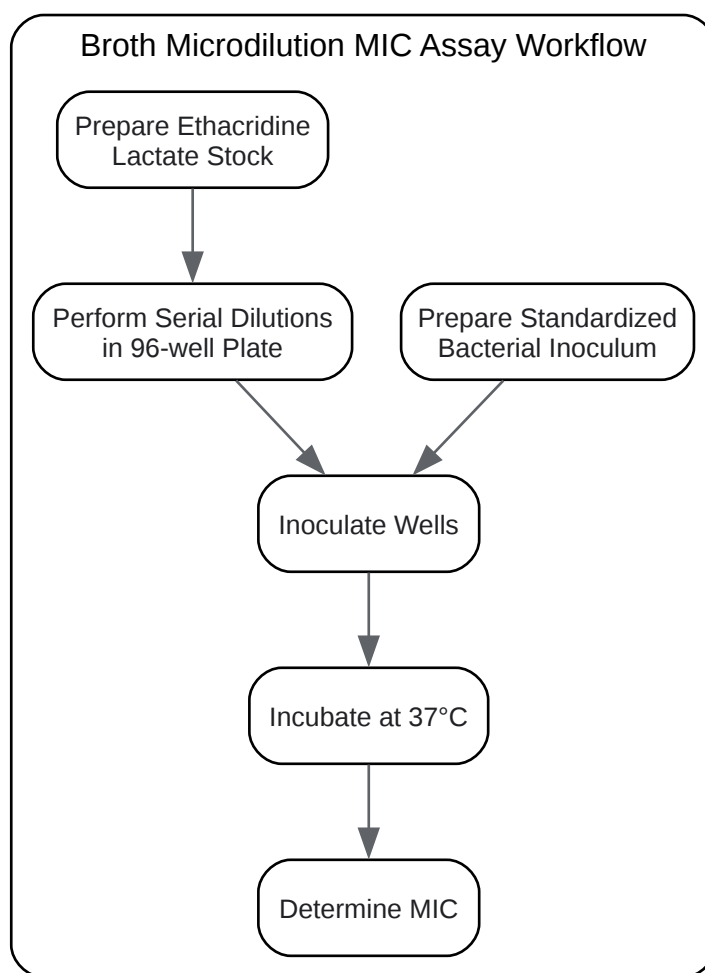 Broth Microdilution MIC Assay Workflow
Prepare Ethacridine
Lactate Stock
Perform Serial Dilutions
in 96-well Plate
Prepare Standardized
Bacterial Inoculum
Inoculate Wells
Incubate at 37°C
Determine MIC